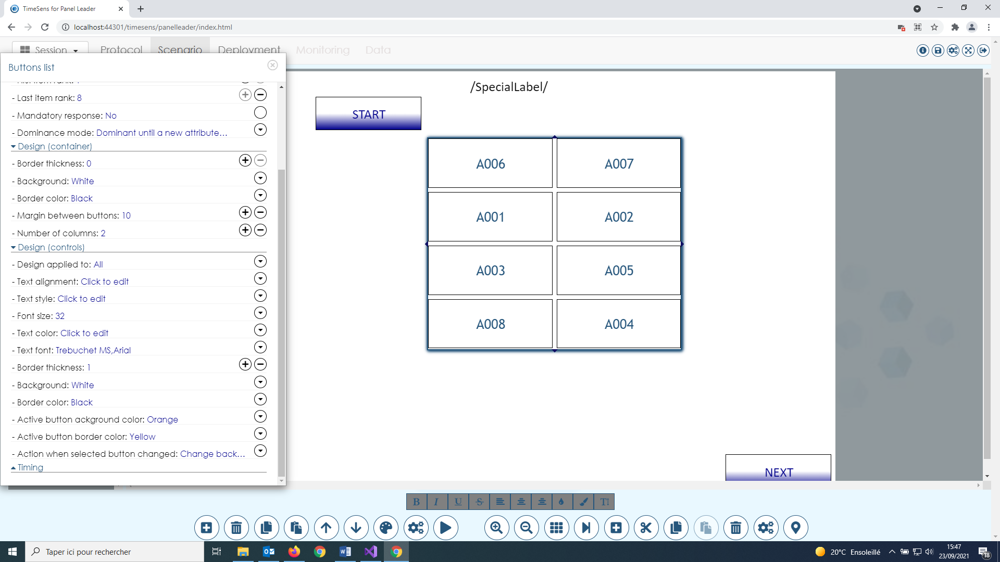 TimeSens for Panel Leader
localhost:44301/timesens/panelleader/index.html
Session Protocol Scenario Deployment Monitoring Data
Buttons list
- Last item rank: 8
- Mandatory response: No
- Dominance mode: Dominant until a new attribute...
Design (container)
- Border thickness: 0
- Background: White
- Border color: Black
- Margin between buttons: 10
- Number of columns: 2
Design (controls)
- Design applied to: All
- Text alignment: Click to edit
- Text style: Click to edit
- Font size: 32
- Text color: Click to edit
- Text font: Trebuchet MS,Arial
- Border thickness: 1
- Background: White
- Border color: Black
- Active button ackground color: Orange
- Active button border color: Yellow
- Action when selected button changed: Change back...
Timing
/SpecialLabel/
START
A006 A007
A001 A002
A003 A005
A008 A004
NEXT
B I U S T
Taper ici pour rechercher
20°C Ensoleillé
15:47
23/09/2021
18